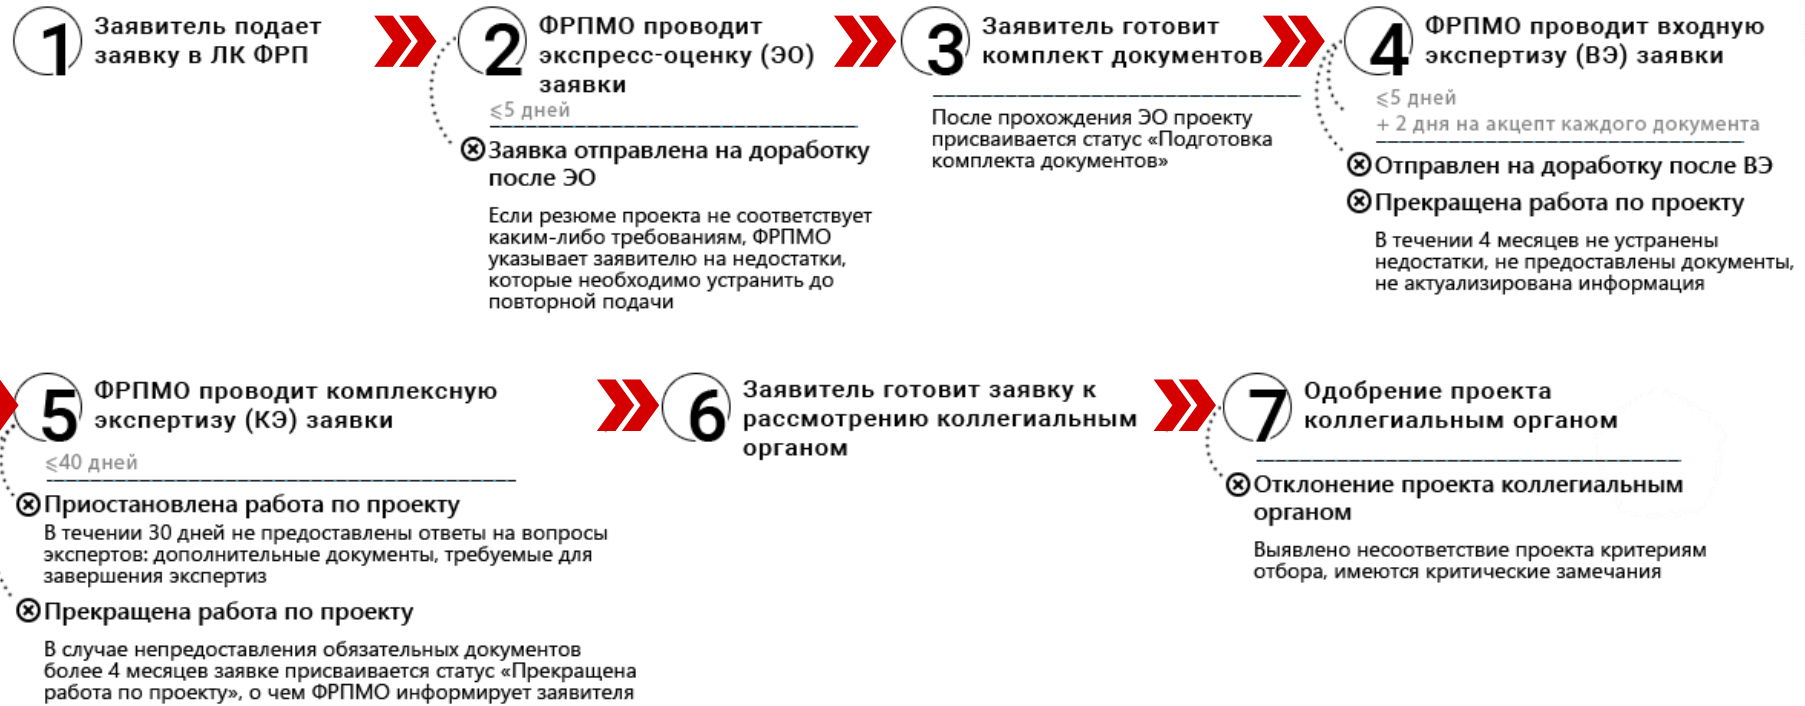 1
Заявитель подает
заявку в ЛК ФРП
2
ФРПМО проводит
экспресс-оценку (ЭО)
заявки
⩽5 дней
Заявка отправлена на доработку
после ЭО
Если резюме проекта не соответствует
каким-либо требованиям, ФРПМО
указывает заявителю на недостатки,
которые необходимо устранить до
повторной подачи
3
Заявитель готовит
комплект документов
После прохождения ЭО проекту
присваивается статус «Подготовка
комплекта документов»
4
ФРПМО проводит входную
экспертизу (ВЭ) заявки
⩽5 дней
+ 2 дня на акцепт каждого документа
Отправлен на доработку после ВЭ
Прекращена работа по проекту
В течении 4 месяцев не устранены
недостатки, не предоставлены документы,
не актуализирована информация
5
ФРПМО проводит комплексную
экспертизу (КЭ) заявки
⩽40 дней
Приостановлена работа по проекту
В течении 30 дней не предоставлены ответы на вопросы
экспертов: дополнительные документы, требуемые для
завершения экспертиз
Прекращена работа по проекту
В случае непредоставления обязательных документов
более 4 месяцев заявке присваивается статус «Прекращена
работа по проекту», о чем ФРПМО информирует заявителя
6
Заявитель готовит заявку к
рассмотрению коллегиальным
органом
7
Одобрение проекта
коллегиальным органом
Отклонение проекта коллегиальным
органом
Выявлено несоответствие проекта критериям
отбора, имеются критические замечания